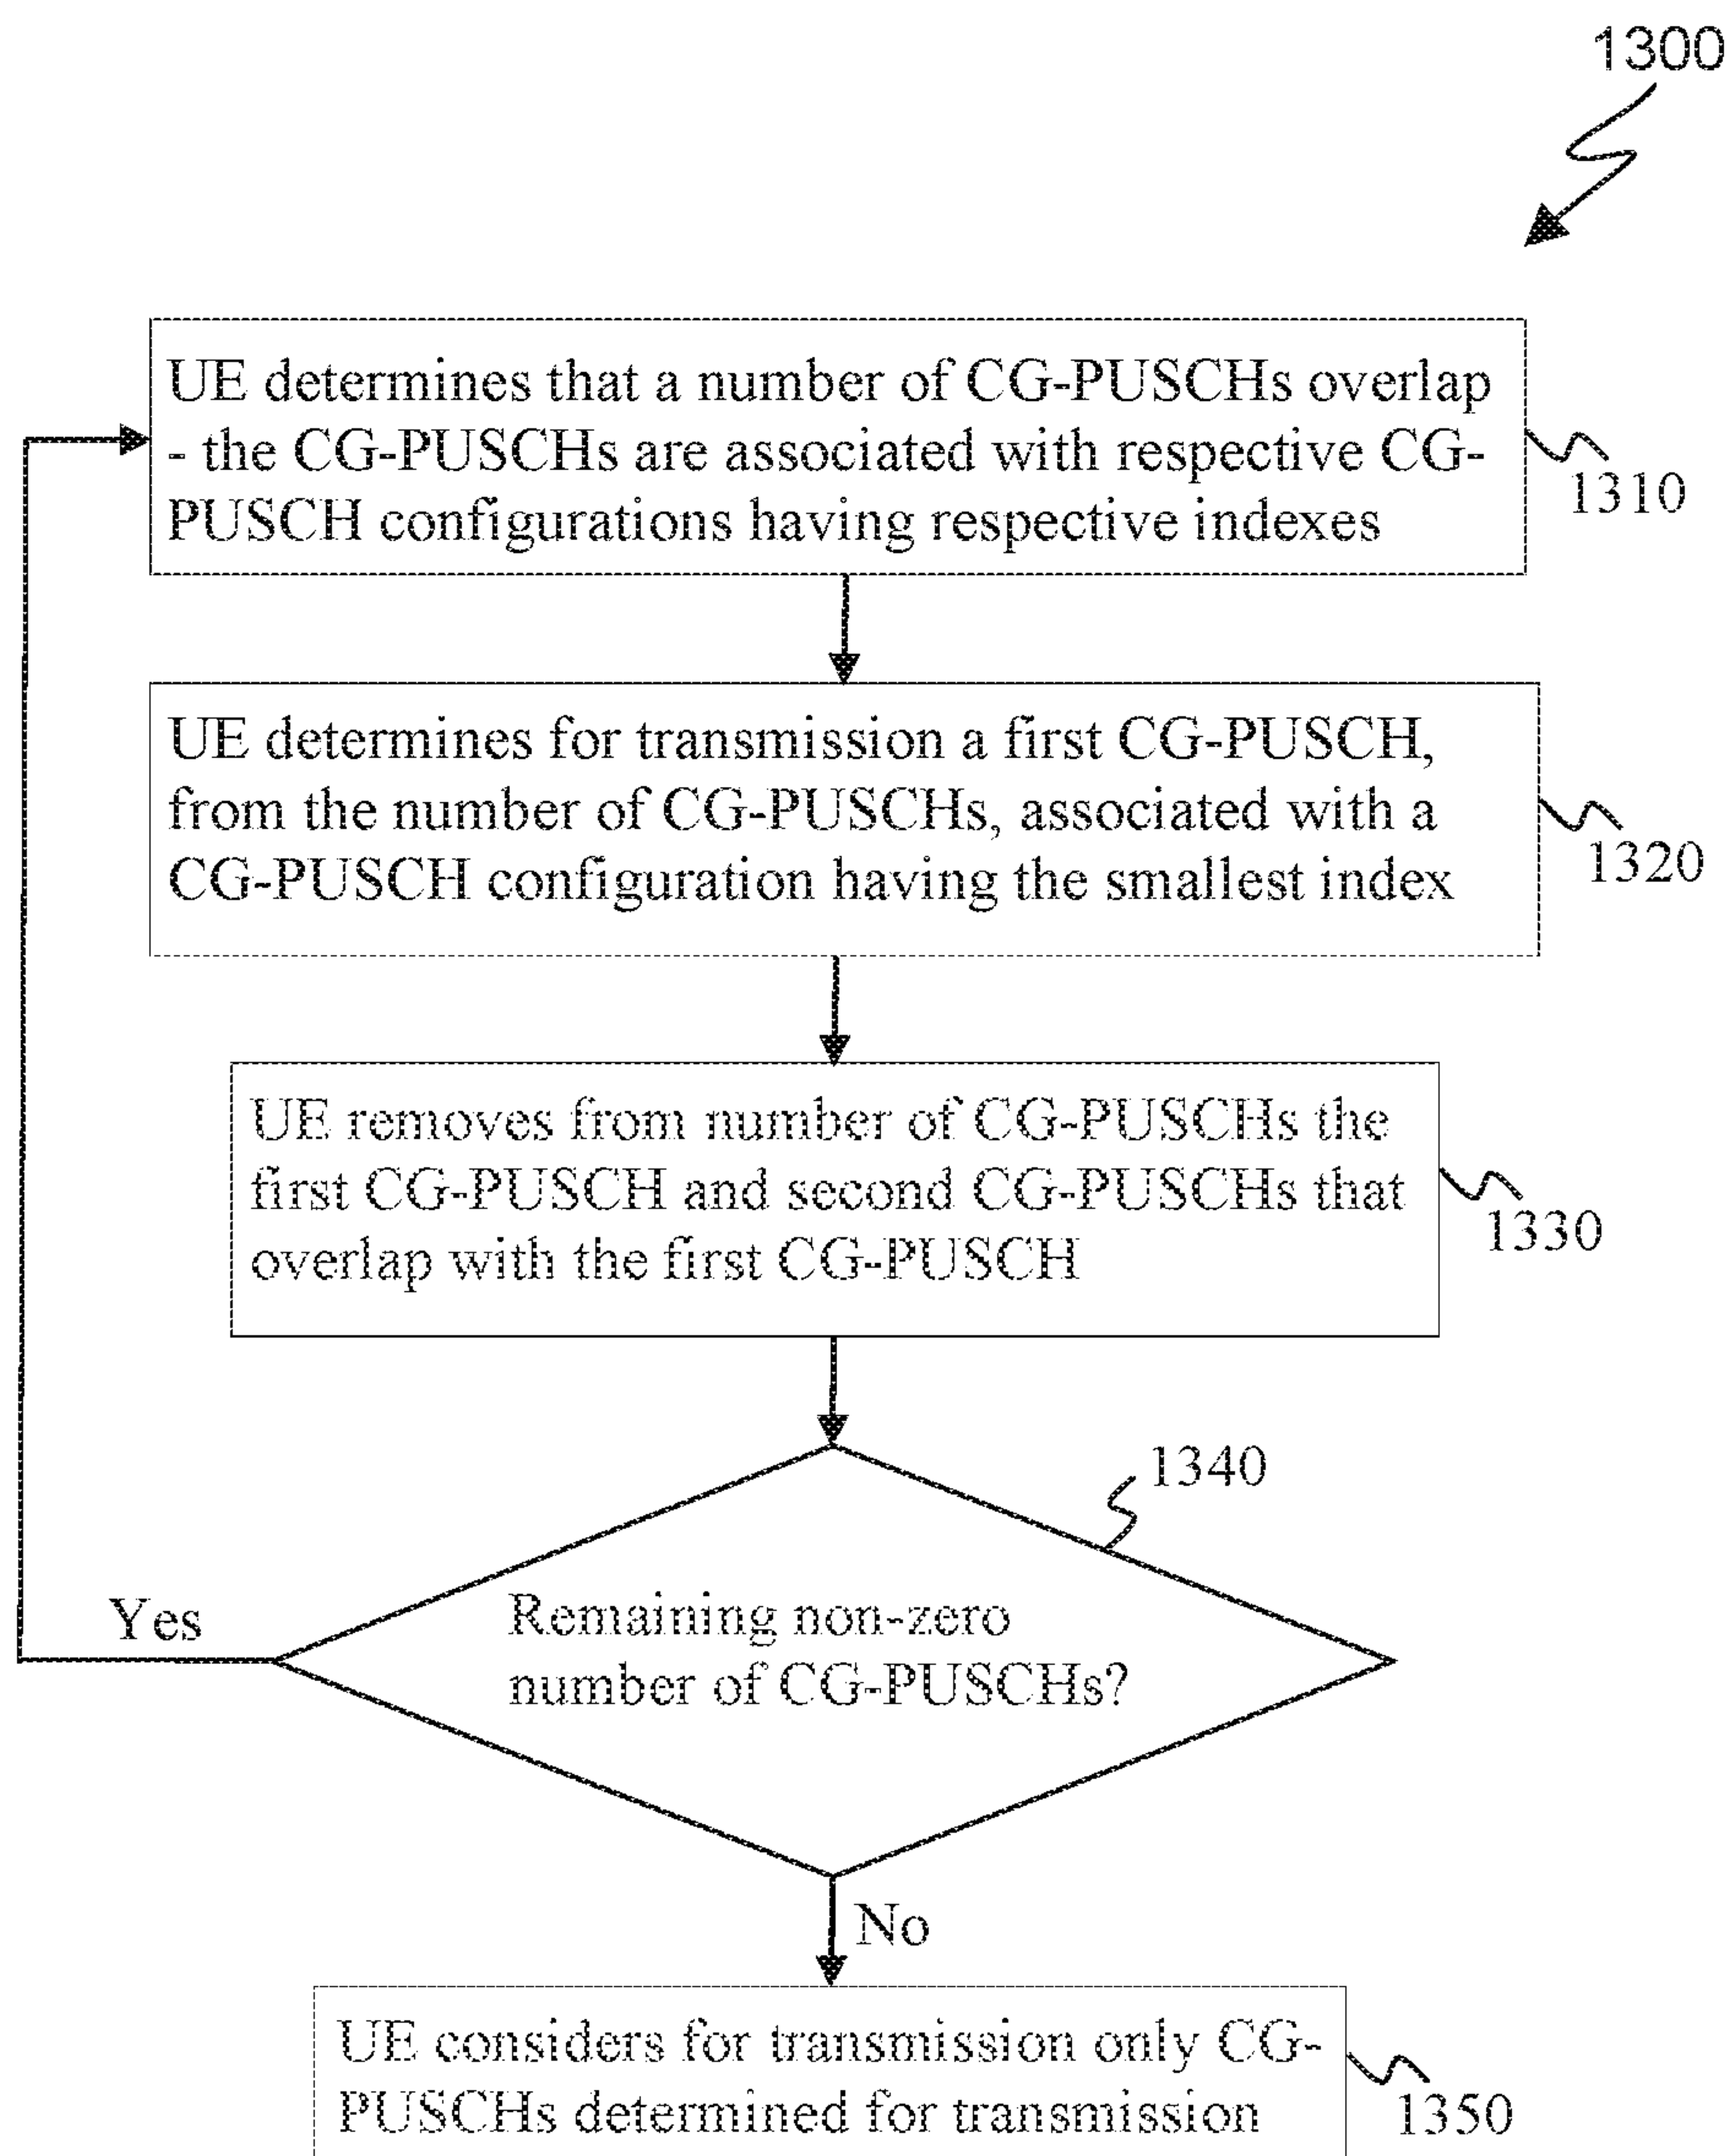 1300
UE determines that a number of CG-PUSCHs overlap
- the CG-PUSCHs are associated with respective CG-
PUSCH configurations having respective indexes
1310
UE determines for transmission a first CG-PUSCH,
from the number of CG-PUSCHs, associated with a
CG-PUSCH configuration having the smallest index
1320
UE removes from number of CG-PUSCHs the
first CG-PUSCH and second CG-PUSCHs that
overlap with the first CG-PUSCH
1330
1340
Remaining non-zero
number of CG-PUSCHs?
Yes
No
UE considers for transmission only CG-
PUSCHs determined for transmission
1350